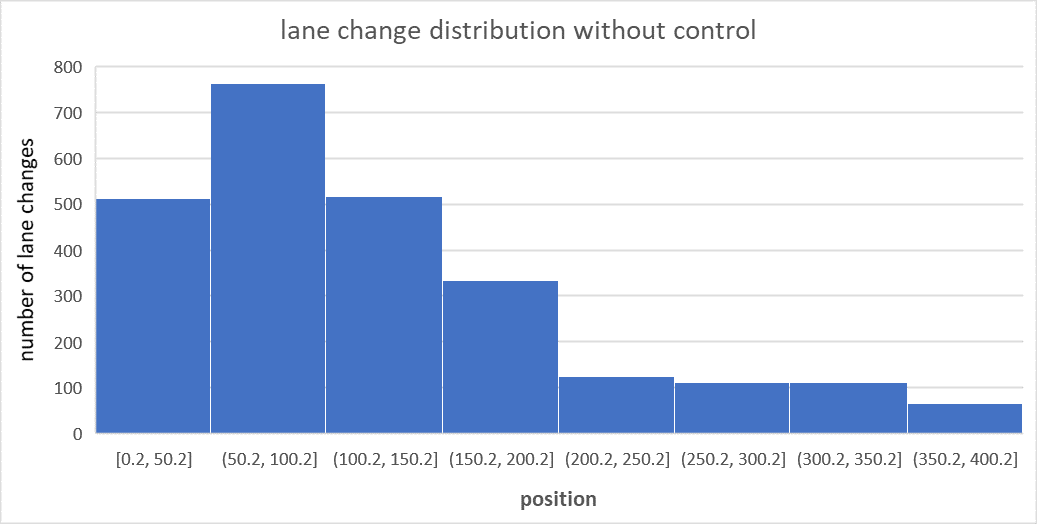 lane change distribution without control
number of lane changes
800
700
600
500
400
300
200
100
0
[0.2, 50.2] (50.2, 100.2] (100.2, 150.2] (150.2, 200.2] (200.2, 250.2] (250.2, 300.2] (300.2, 350.2] (350.2, 400.2]
position